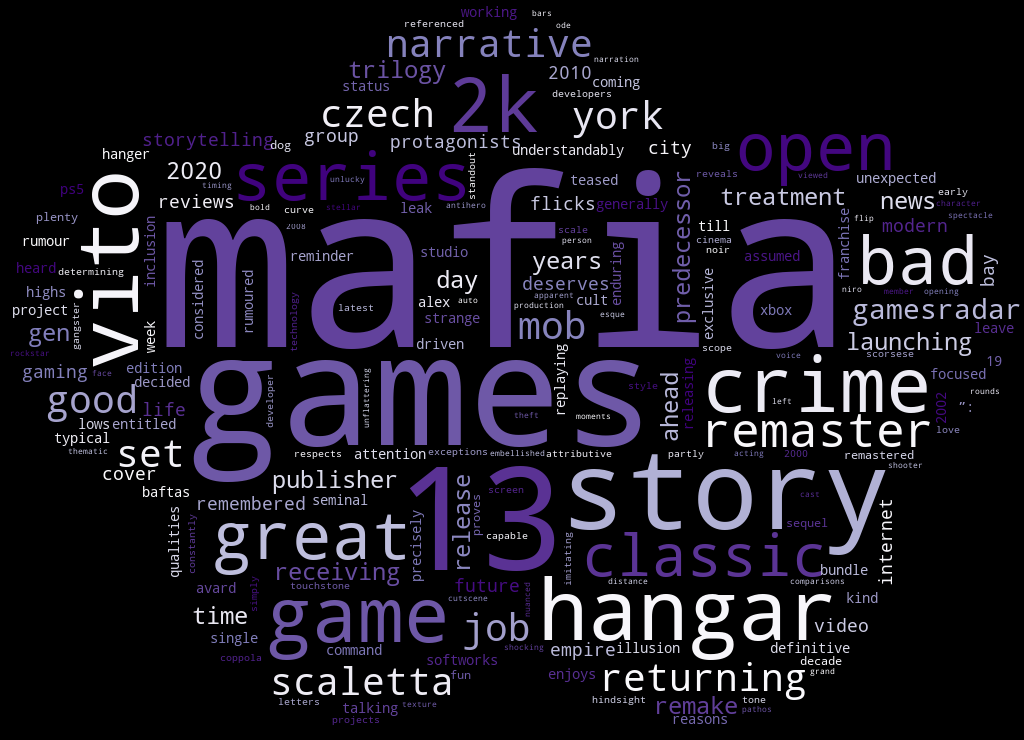 working
bars
referenced
ode
narrative
narration
trilogy
2010
coming
status
2k
developers
czech
york
storytelling
dog
group
protagonists
understandably
city
big
open
hanger
2020
series
unlucky
standout
teased
reveals
viewed
unexpected
ps5
timing
reviews
bold
curve
stellar
leak
antihero
flicks
generally
predecessor
treatment
early
character
plenty
vito
inclusion
2008
mafia
scale
till
news
flip
spectacle
rumour
considered
rumoured
reminder
studio
person
cinema
noir
franchise
modern
bad
heard
determining
day
years
enduring
assumed
highs
technology
alex
auto
deserves
cult
exclusive
member
opening
niro
bay
project
gangster
latest
production
apparent
esque
xbox
gamesradar
gen
week
strange
mob
scope
voice
launching
leave
rockstar
driven
replaying
scorsese
19
gaming
face
edition
decided
developer
unflattering
games
style
releasing
ahead
crime
left
focused
good
life
theft
moments
2002
rounds
”:
lows
entitled
remaster
love
typical
set
respects
attention
exceptions
embellished
attributive
partly
acting
2000
remastered
shooter
thematic
cover
publisher
13
story
baftas
remembered
seminal
release
screen
proves
cast
qualities
constantly
great
precisely
capable
imitating
classic
sequel
internet
avard
simply
receiving
touchstone
future
nuanced
distance
comparisons
bundle
time
game
cutscene
job
hangar
kind
single
command
shocking
empire
illusion
video
definitive
coppola
softworks
fun
enjoys
returning
decade
grand
scaletta
letters
talking
texture
projects
hindsight
remake
reasons
tone
pathos